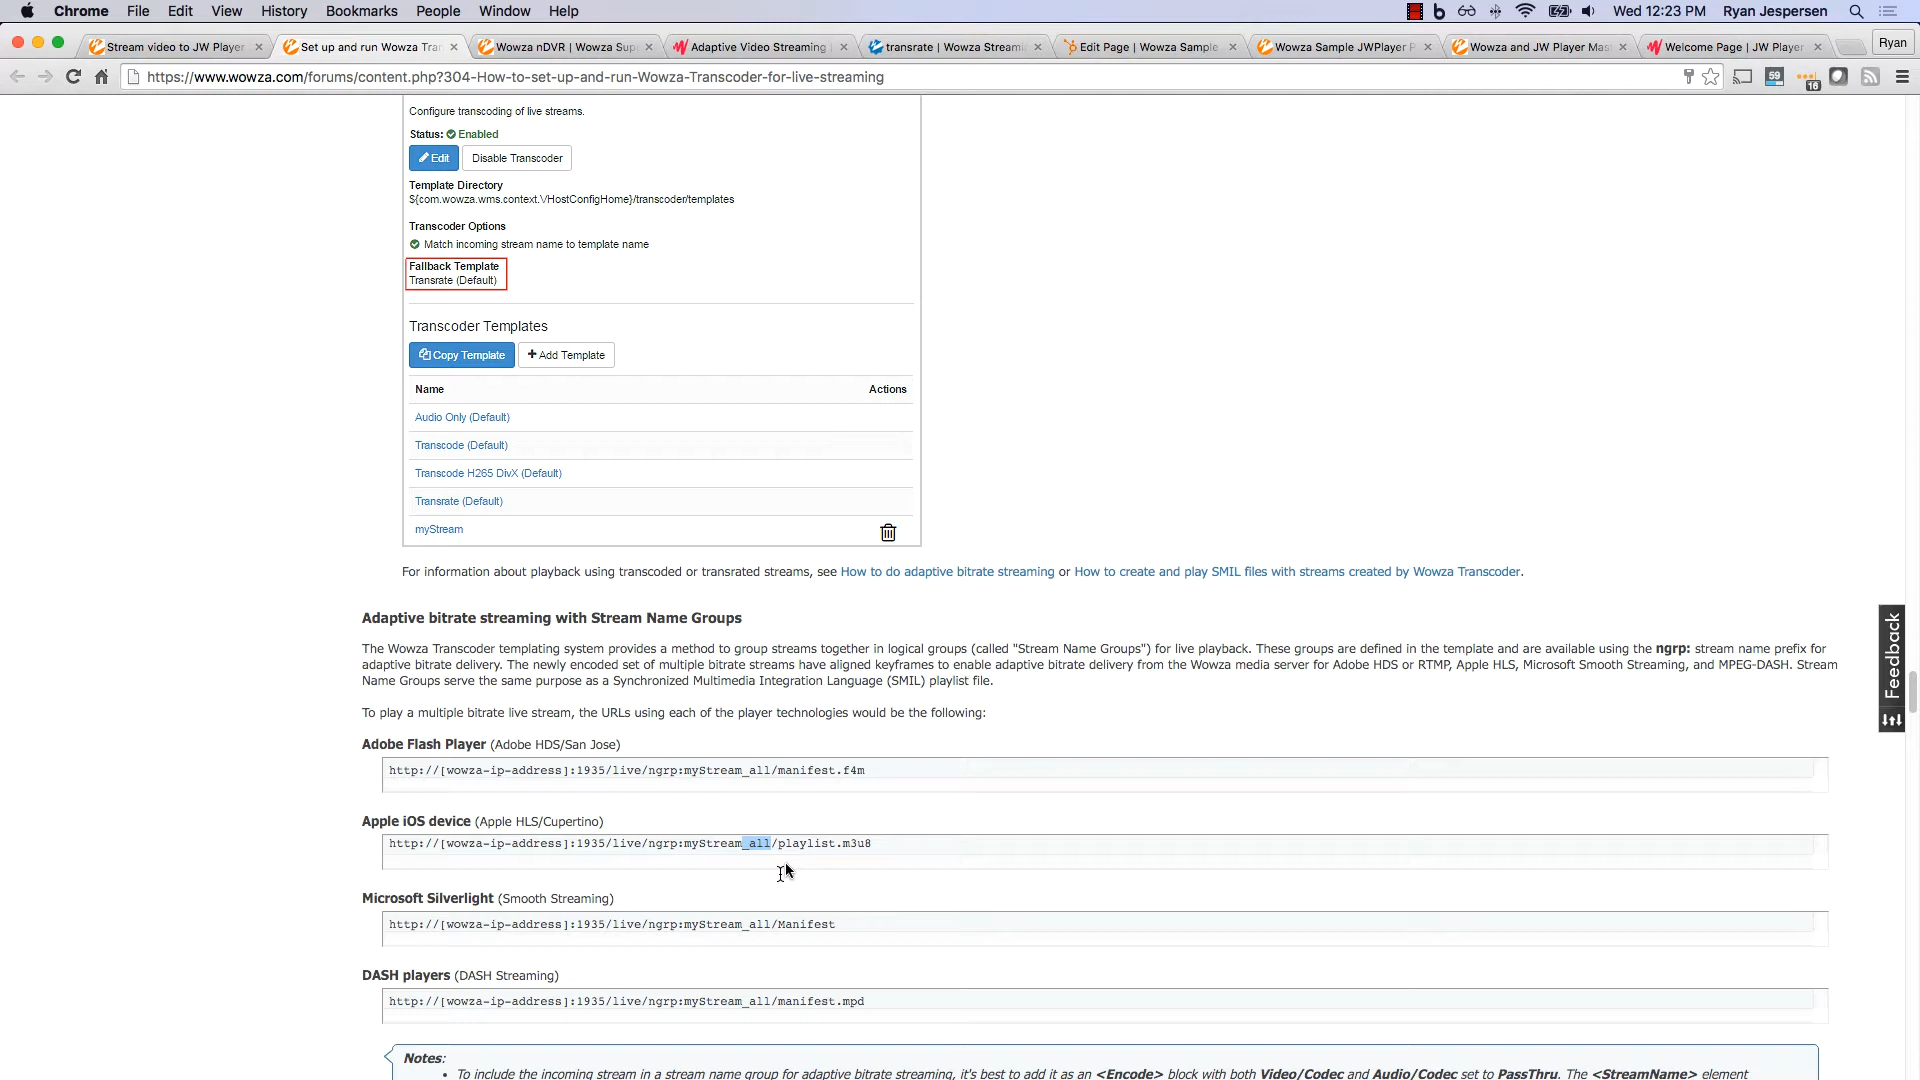 Chrome File Edit View History Bookmarks People Window Help Wed 12:23 PM Ryan Jespersen
Stream video to JW Player Set up and run Wowza Tran Wowza nDVR | Wowza Sup Adaptive Video Streaming transrate | Wowza Streami Edit Page | Wowza Sample Wowza Sample JWPlayer P Wowza and JW Player Mas Welcome Page | JW Player Ryan
https://www.wowza.com/forums/content.php?304-How-to-set-up-and-run-Wowza-Transcoder-for-live-streaming 59 16
Configure transcoding of live streams.
Status: Enabled
Edit Disable Transcoder
Template Directory
${com.wowza.wms.context.VHostConfigHome}/transcoder/templates
Transcoder Options
Match incoming stream name to template name
Fallback Template
Transrate (Default)
Transcoder Templates
Copy Template + Add Template
Name Actions
Audio Only (Default)
Transcode (Default)
Transcode H265 DivX (Default)
Transrate (Default)
myStream
For information about playback using transcoded or transrated streams, see How to do adaptive bitrate streaming or How to create and play SMIL files with streams created by Wowza Transcoder.
Adaptive bitrate streaming with Stream Name Groups
The Wowza Transcoder templating system provides a method to group streams together in logical groups (called "Stream Name Groups") for live playback. These groups are defined in the template and are available using the ngrp: stream name prefix for
adaptive bitrate delivery. The newly encoded set of multiple bitrate streams have aligned keyframes to enable adaptive bitrate delivery from the Wowza media server for Adobe HDS or RTMP, Apple HLS, Microsoft Smooth Streaming, and MPEG-DASH. Stream
Name Groups serve the same purpose as a Synchronized Multimedia Integration Language (SMIL) playlist file.
To play a multiple bitrate live stream, the URLs using each of the player technologies would be the following:
Adobe Flash Player (Adobe HDS/San Jose)
http://[wowza-ip-address]:1935/live/ngrp:myStream_all/manifest.f4m
Apple iOS device (Apple HLS/Cupertino)
http://[wowza-ip-address]:1935/live/ngrp:myStream_all/playlist.m3u8
Microsoft Silverlight (Smooth Streaming)
http://[wowza-ip-address]:1935/live/ngrp:myStream_all/Manifest
DASH players (DASH Streaming)
http://[wowza-ip-address]:1935/live/ngrp:myStream_all/manifest.mpd
Notes:
• To include the incoming stream in a stream name group for adaptive bitrate streaming, it's best to add it as an <Encode> block with both Video/Codec and Audio/Codec set to PassThru. The <StreamName> element
Feedback